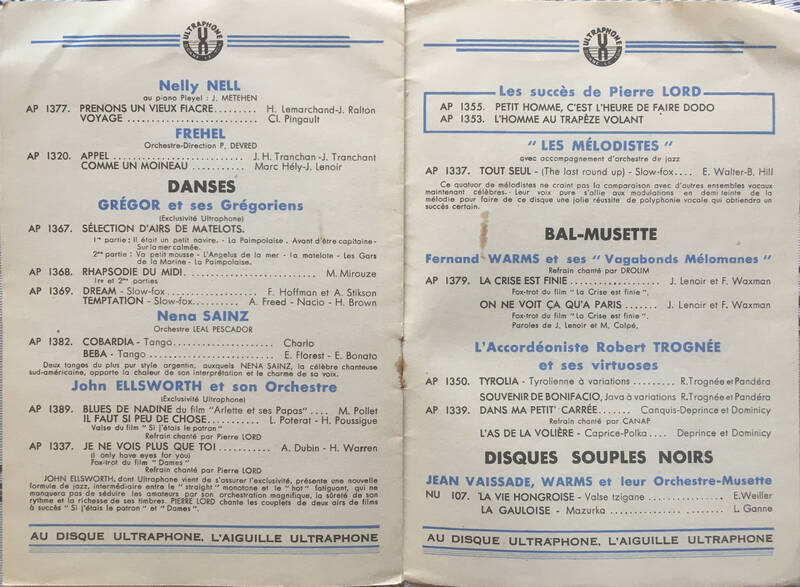 ULTRAPHONE
Nelly NELL
au piano Pleyel : J. METEHEN
AP 1377. PRENONS UN VIEUX FIACRE......... H. Lemarchand-J. Ralton
VOYAGE .......................... Cl. Pingault
FREHEL
Orchestre-Direction P. DEVRED
AP 1320. APPEL .......................... J. H. Tranchan -J. Tranchant
COMME UN MOINEAU .............. Marc Hély-J. Lenoir
DANSES
GRÉGOR et ses Grégoriens
(Exclusivité Ultrophone)
AP 1367. SÉLECTION D'AIRS DE MATELOTS.
1re partie : Il était un petit navire. - La Paimpolaise . Avant d'être capitaine-
Sur la mer calmée.
2me partie : Va petit mousse - L'Angelus de la mer - la matelote - Les Gars
de la Marine - La Paimpolaise.
AP 1368. RHAPSODIE DU MIDI........................... M. Mirouze
1re et 2me parties
AP 1369. DREAM - Slow-fox................. F. Hoffman et A. Stikson
TEMPTATION - Slow-fox.......... A. Freed - Nacio - H. Brown
Nena SAINZ
Orchestre LEAL PESCADOR
AP 1382. COBARDIA - Tango................ Charlo
BEBA - Tango ...................... E. Florest - E. Bonato
Deux tangos du plus pur style argentin, auxquels NENA SAINZ, la célèbre chanteuse
sud-américaine, apporte la chaleur de son interprétation et le charme de sa voix.
John ELLSWORTH et son Orchestre
(Exclusivité Ultraphone)
AP 1389. BLUES DE NADINE du film "Arlette et ses Papas" .... M. Pollet
IL FAUT SI PEU DE CHOSE............ L. Poterat - H. Poussigue
Valse du film " Si j'étais le patron "
Refrain chanté par Pierre LORD
AP 1337. JE NE VOIS PLUS QUE TOI ............ A. Dubin - H. Warren
(I only have eyes for you)
Fox-trot du film " Dames "
Refrain chanté par Pierre LORD
JOHN ELLSWORTH, dont Ultraphone vient de s'assurer l'exclusivité, présente une nouvelle
formule de jazz, intermédiaire entre le " straight " monotone et le " hot " fatiguant, qui ne
manquera pas de séduire les amateurs par son orchestration magnifique, la sûreté de son
rythme et la richesse de ses timbres. PIERRE LORD chante les couplets de deux airs de films
à succès " Si j'étais le patron " et " Dames ".
AU DISQUE ULTRAPHONE, L'AIGUILLE ULTRAPHONE
ULTRAPHONE
Les succès de Pierre LORD
AP 1355. PETIT HOMME, C'EST L'HEURE DE FAIRE DODO
AP 1353. L'HOMME AU TRAPÈZE VOLANT
" LES MÉLODISTES "
avec accompagnement d'orchestre de jazz
AP 1337. TOUT SEUL - (The last round up) - Slow-fox.... E. Walter-B. Hill
Ce quatuor de mélodistes ne craint pas la comparaison avec d'autres ensembles vocaux
maintenant célèbres. Leur voix pure s'allie aux modulations en demi teinte de la
mélodie pour faire de ce disque une jolie réussite de polyphonie vocale qui obtiendra un
succès certain.
BAL-MUSETTE
Fernand WARMS et ses " Vagabonds Mélomanes "
Refrain chanté par DROLIM
AP 1379. LA CRISE EST FINIE .............. J. Lenoir et F. Waxman
Fox-trot du film " La Crise est finie ".
ON NE VOIT ÇA QU'A PARIS ....... J. Lenoir et F. Waxman
Fox-trot du film " La Crise est finie ".
Paroles de J. Lenoir et M. Colpé.
L'Accordéoniste Robert TROGNÉE
et ses virtuoses
AP 1350. TYROLIA - Tyrolienne à variations ......... R.Trognée et Pandéra
SOUVENIR DE BONIFACIO, Java à variations R.Trognée et Pandéra
AP 1339. DANS MA PETIT' CARRÉE....... Canquis-Deprince et Dominicy
Refrain chanté par CANAF
L'AS DE LA VOLIÈRE - Caprice-Polka.... Deprince et Dominicy
DISQUES SOUPLES NOIRS
JEAN VAISSADE, WARMS et leur Orchestre-Musette
NU 107. LA VIE HONGROISE - Valse tzigane ............... E.Weiller
LA GAULOISE - Mazurka .................. L. Ganne
AU DISQUE ULTRAPHONE, L'AIGUILLE ULTRAPHONE